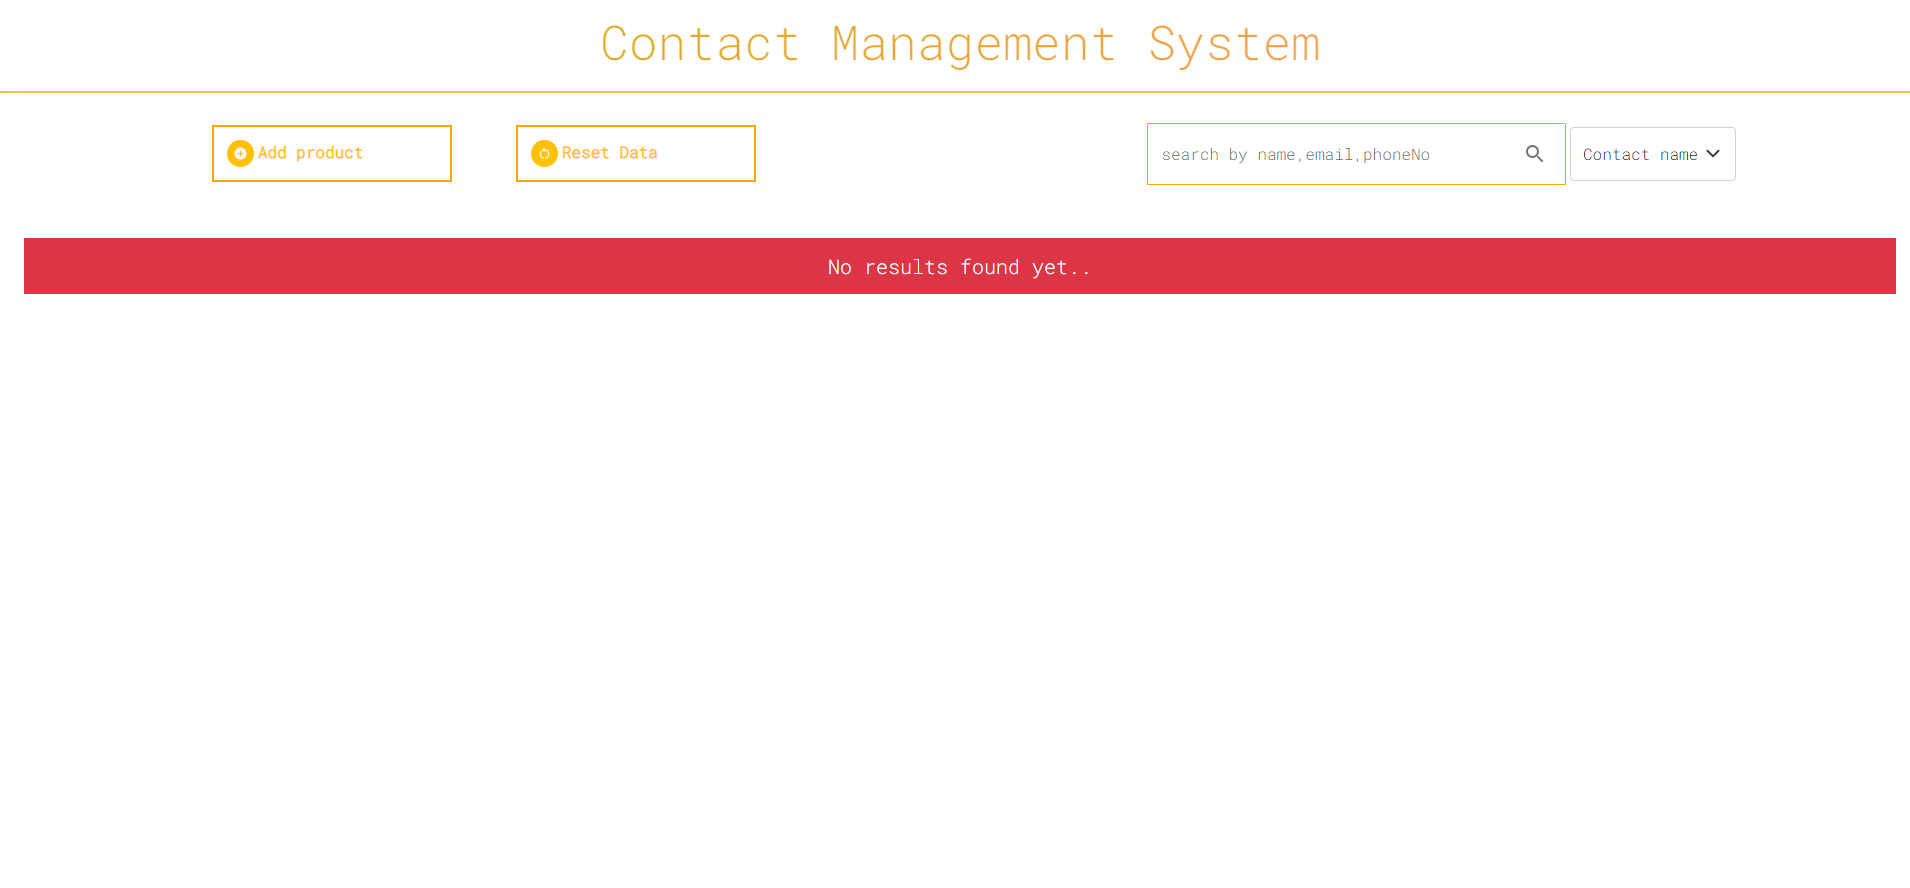 Contact Management System
Add product
Reset Data
search by name,email,phoneNo
Contact name
No results found yet..